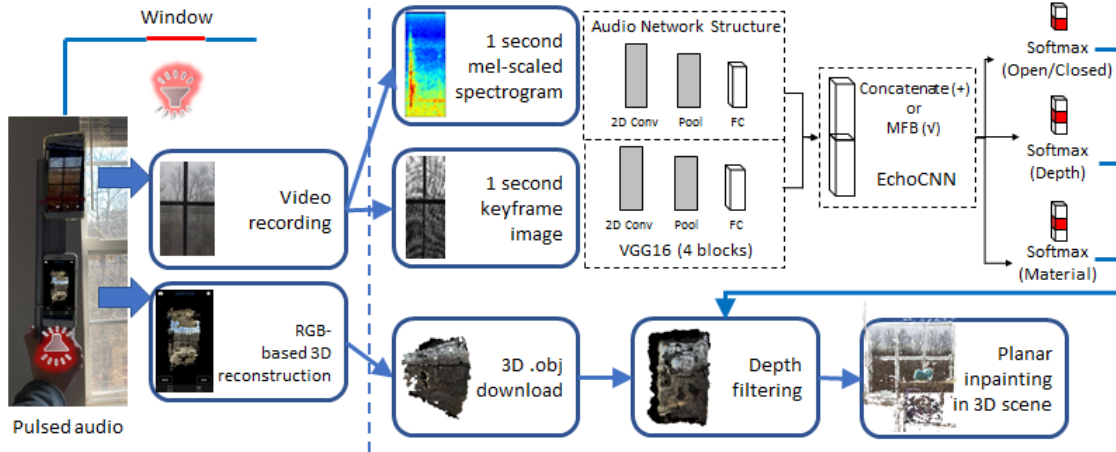 Window
Pulsed audio
Video
recording
RGB-
based 3D
reconstruction
1 second
mel-scaled
spectrogram
1 second
keyframe
image
Audio Network Structure
2D Conv
Pool
FC
2D Conv
Pool
FC
VGG16 (4 blocks)
Concatenate (+)
or
MFB (√)
EchoCNN
Softmax
(Open/Closed)
Softmax
(Depth)
Softmax
(Material)
3D .obj
download
Depth
filtering
Planar
inpainting
in 3D scene